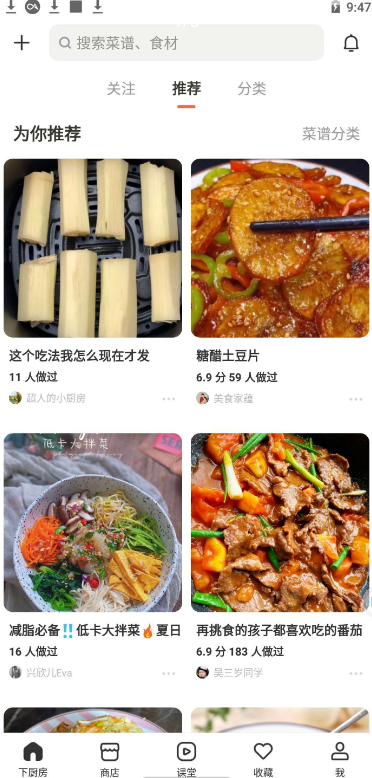 9:47
搜索菜谱、食材
关注 推荐 分类
为你推荐 菜谱分类
这个吃法我怎么现在才发
11 人做过
超人的小厨房
糖醋土豆片
6.9 分 59 人做过
美食家蕴
低卡大拌菜
减脂必备‼️低卡大拌菜🔥夏日
16 人做过
兴欣儿Eva
再挑食的孩子都喜欢吃的番茄
6.9 分 183 人做过
吴三岁同学
下厨房 商店 课堂 收藏 我